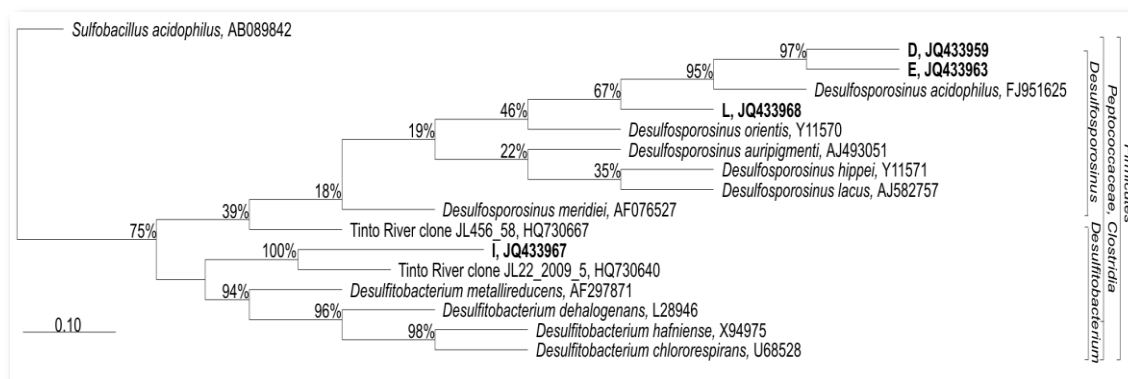 Sulfobacillus acidophilus, AB089842
97%
D, JQ433959
E, JQ433963
95%
Desulfosporosinus acidophilus, FJ951625
67%
L, JQ433968
46%
Desulfosporosinus orientis, Y11570
19%
Desulfosporosinus auripigmenti, AJ493051
22%
Desulfosporosinus hippei, Y11571
35%
Desulfosporosinus lacus, AJ582757
18%
Desulfosporosinus meridiei, AF076527
39%
Tinto River clone JL456_58, HQ730667
75%
I, JQ433967
100%
Tinto River clone JL22_2009_5, HQ730640
Desulfitobacterium metallireducens, AF297871
94%
Desulfitobacterium dehalogenans, L28946
96%
Desulfitobacterium hafniense, X94975
98%
Desulfitobacterium chlororespirans, U68528
0.10
Desulfosporosinus
Desulfitobacterium
Peptococcaceae, Clostridia
Firmicutes